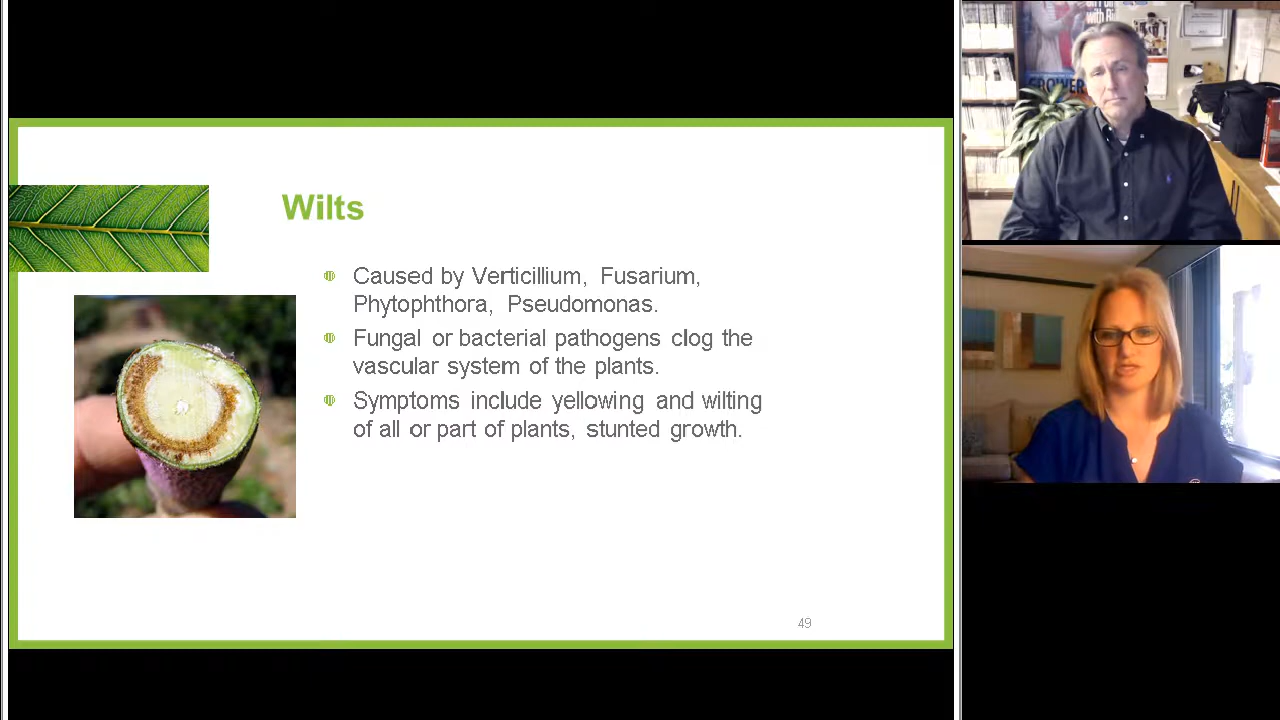 Wilts
Caused by Verticillium, Fusarium,
Phytophthora, Pseudomonas.
Fungal or bacterial pathogens clog the
vascular system of the plants.
Symptoms include yellowing and wilting
of all or part of plants, stunted growth.
49
GROWER